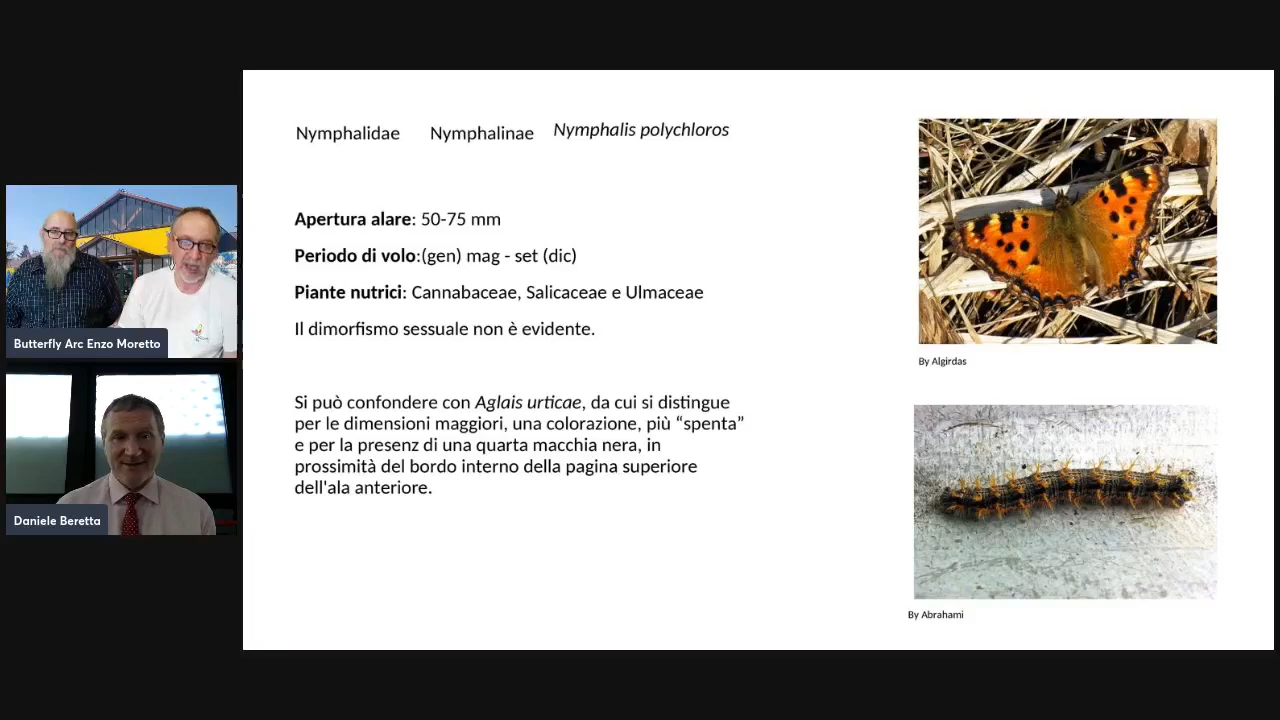 Nymphalidae Nymphalinae Nymphalis polychloros
Apertura alare: 50-75 mm
Periodo di volo:(gen) mag - set (dic)
Piante nutrici: Cannabaceae, Salicaceae e Ulmaceae
Il dimorfismo sessuale non è evidente.
Si può confondere con Aglais urticae, da cui si distingue
per le dimensioni maggiori, una colorazione, più “spenta”
e per la presenz di una quarta macchia nera, in
prossimità del bordo interno della pagina superiore
dell'ala anteriore.
By Algirdas
By Abrahami
Butterfly Arc Enzo Moretto
Daniele Beretta